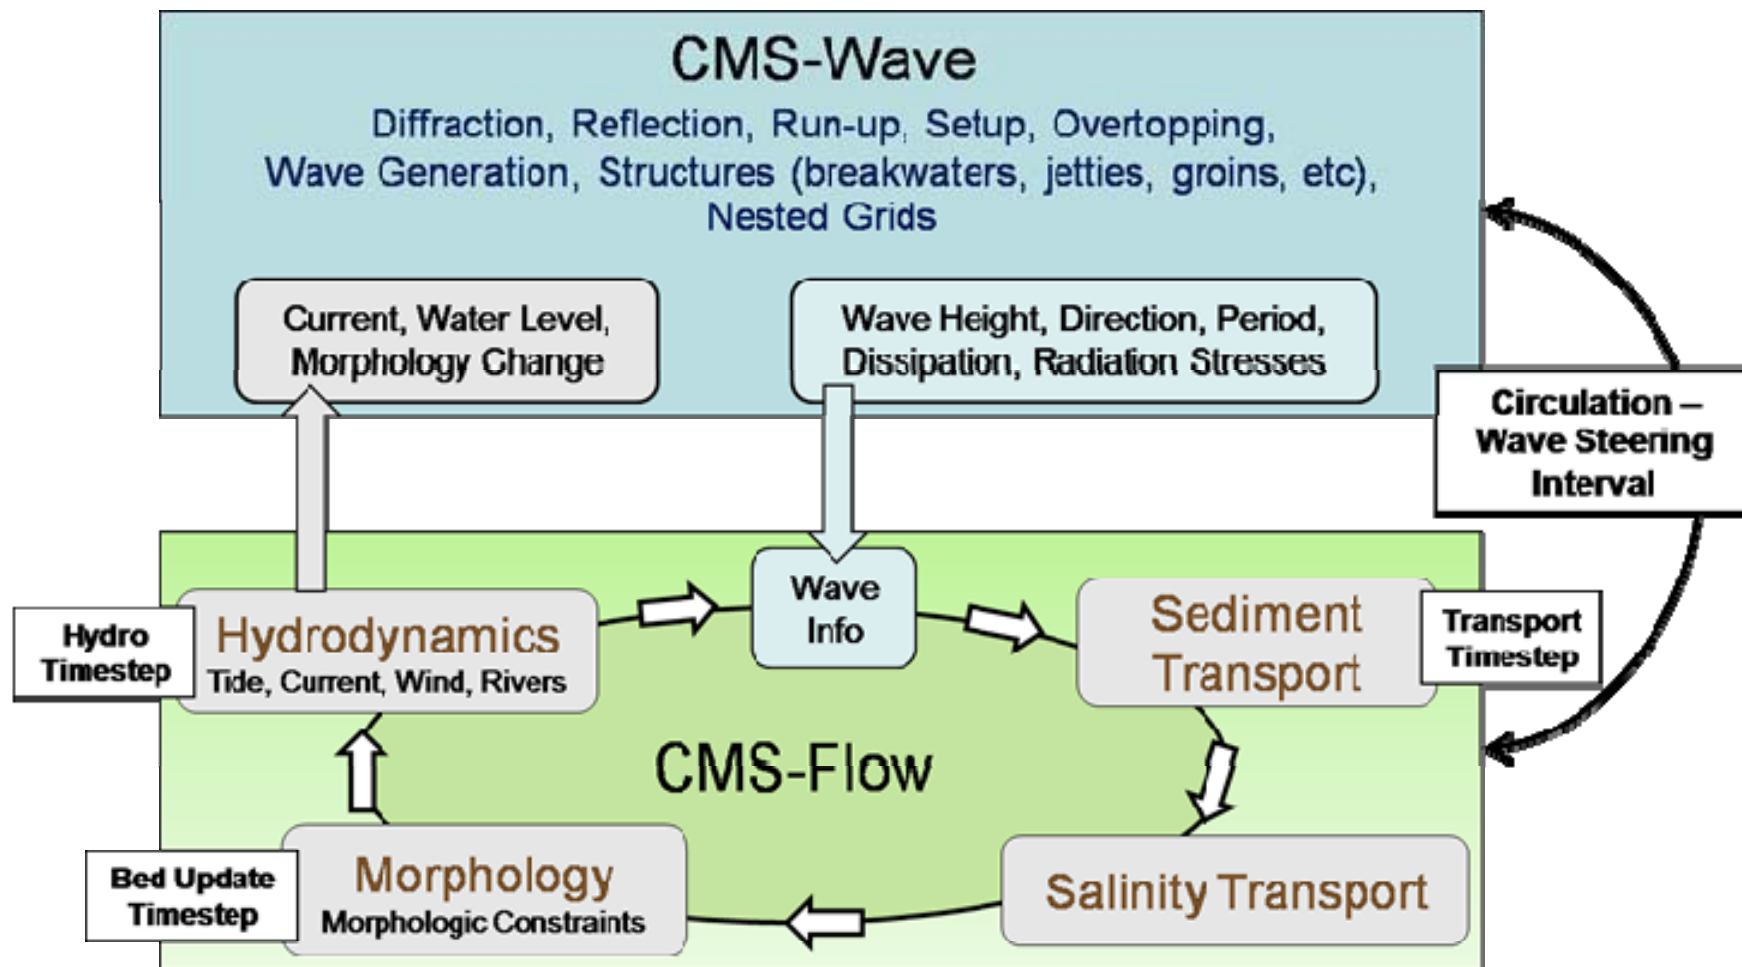 CMS-Wave
Diffraction, Reflection, Run-up, Setup, Overtopping,
Wave Generation, Structures (breakwaters, jetties, groins, etc),
Nested Grids
Current, Water Level,
Morphology Change
Wave Height, Direction, Period,
Dissipation, Radiation Stresses
Circulation –
Wave Steering
Interval
Wave
Info
Hydro
Timestep
Hydrodynamics
Tide, Current, Wind, Rivers
Sediment
Transport
Transport
Timestep
CMS-Flow
Bed Update
Timestep
Morphology
Morphologic Constraints
Salinity Transport